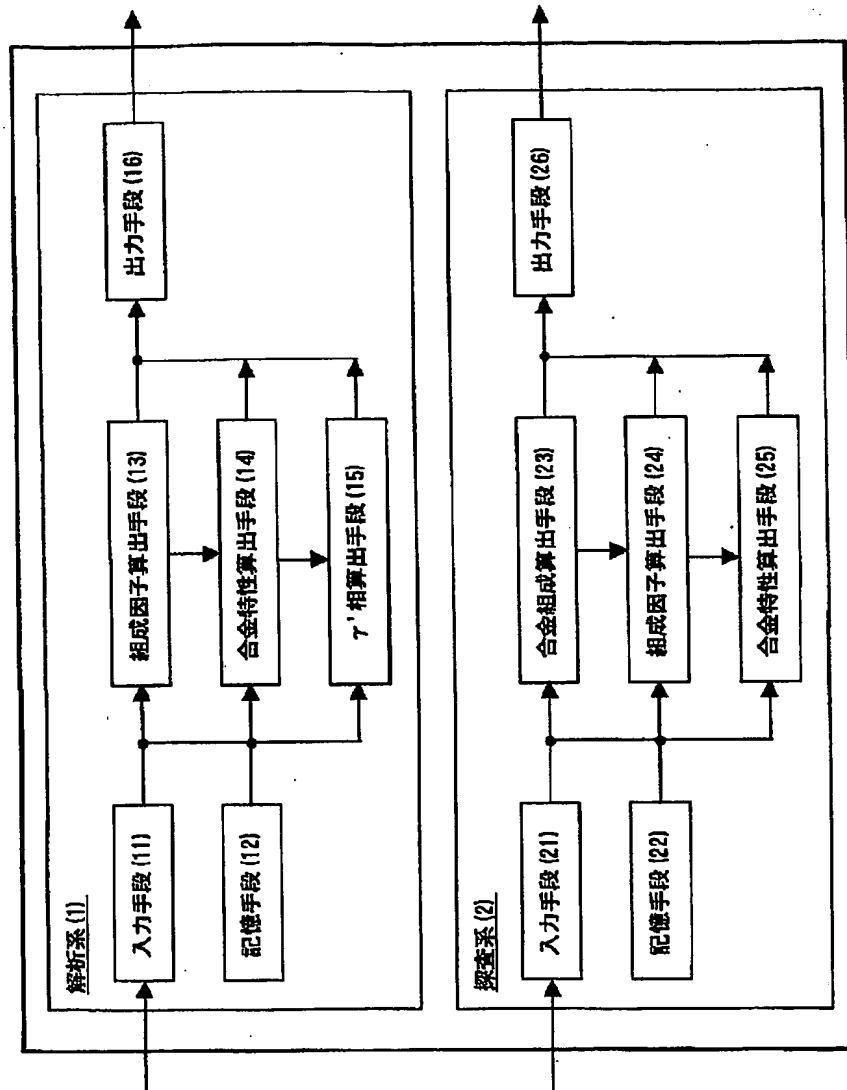 解析系(1)
入力手段(11)
記憶手段(12)
組成因子算出手段(13)
合金特性算出手段(14)
γ'相算出手段(15)
出力手段(16)
探査系(2)
入力手段(21)
記憶手段(22)
合金組成算出手段(23)
組成因子算出手段(24)
合金特性算出手段(25)
出力手段(26)